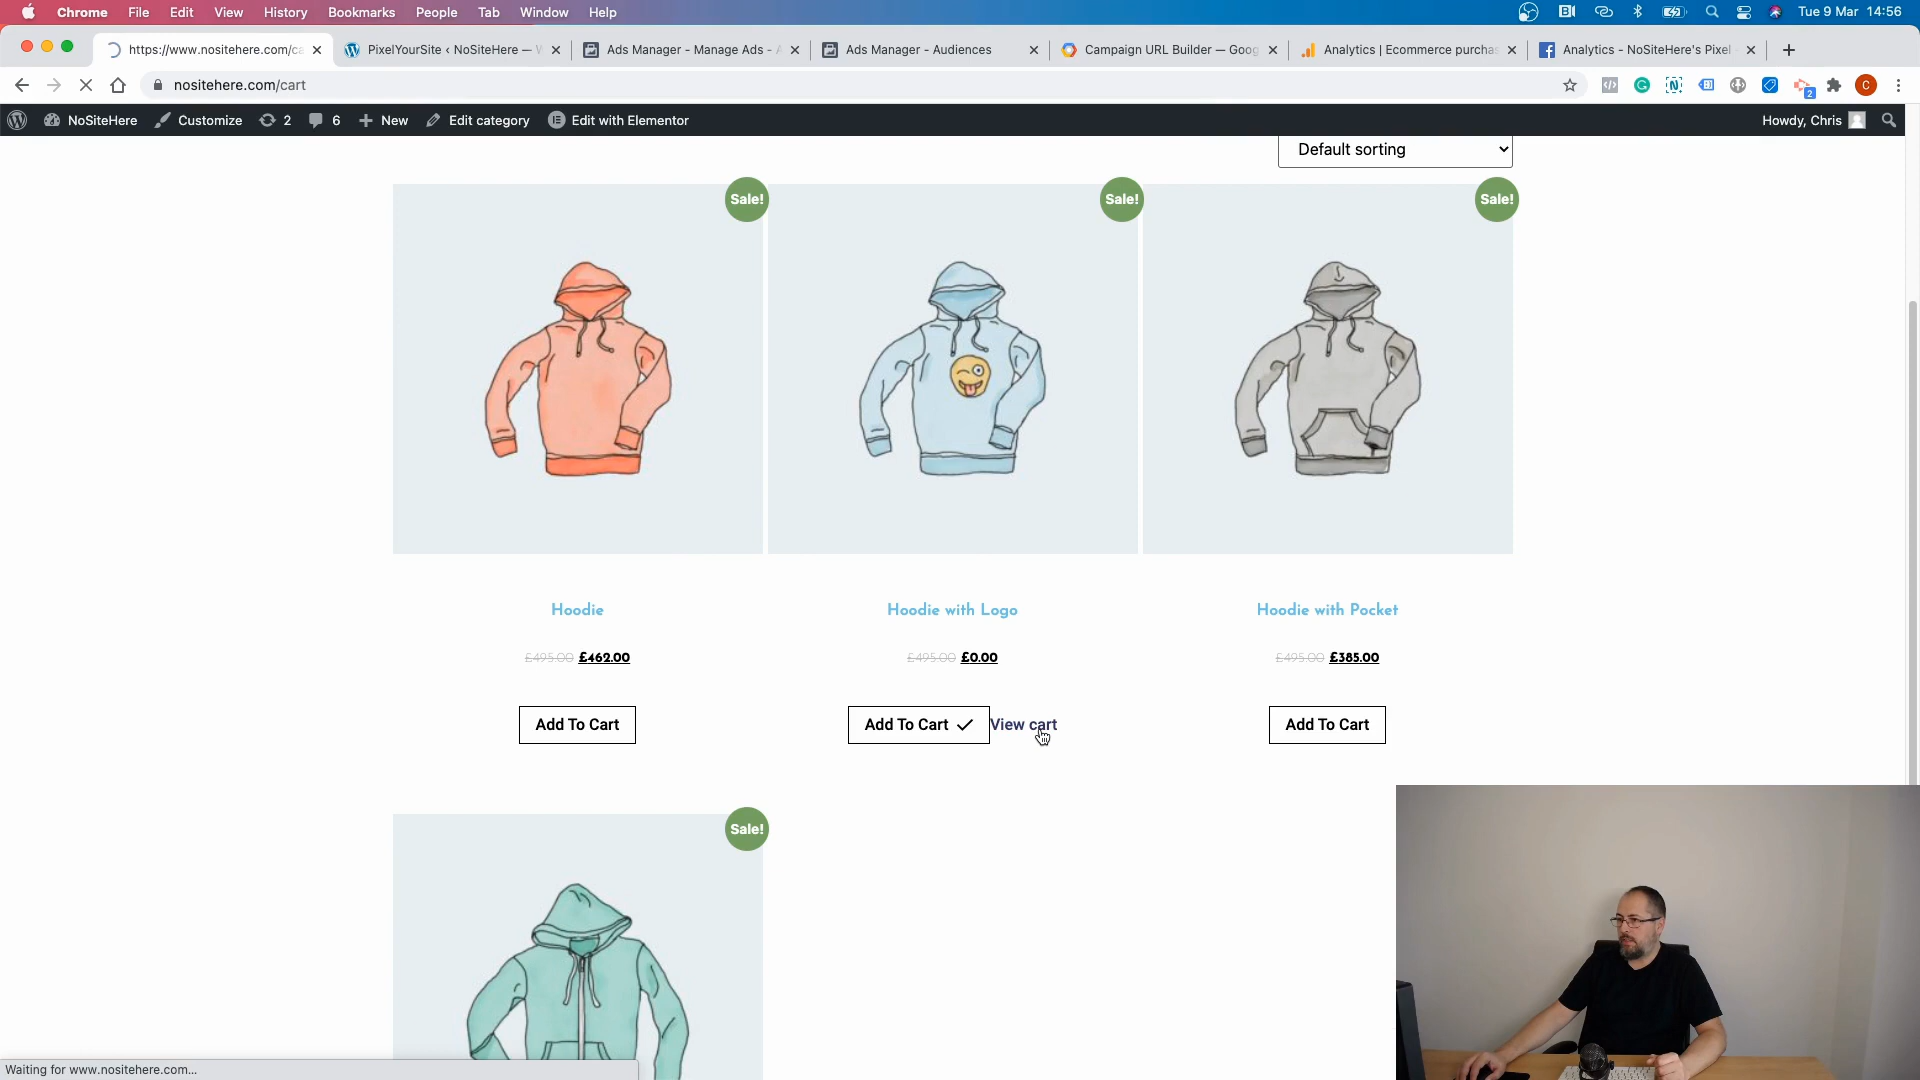 Chrome File Edit View History Bookmarks People Tab Window Help Tue 9 Mar 14:56
https://www.nositehere.com/ca PixelYourSite ‹ NoSiteHere — W Ads Manager - Manage Ads - A Ads Manager - Audiences Campaign URL Builder — Goog Analytics | Ecommerce purchas Analytics - NoSiteHere's Pixel
nositehere.com/cart 2 C
NoSiteHere Customize 2 6 New Edit category Edit with Elementor Howdy, Chris
Default sorting
Sale! Sale! Sale!
Hoodie Hoodie with Logo Hoodie with Pocket
£495.00 £462.00 £495.00 £0.00 £495.00 £385.00
Add To Cart Add To Cart View cart Add To Cart
Sale!
Waiting for www.nositehere.com...